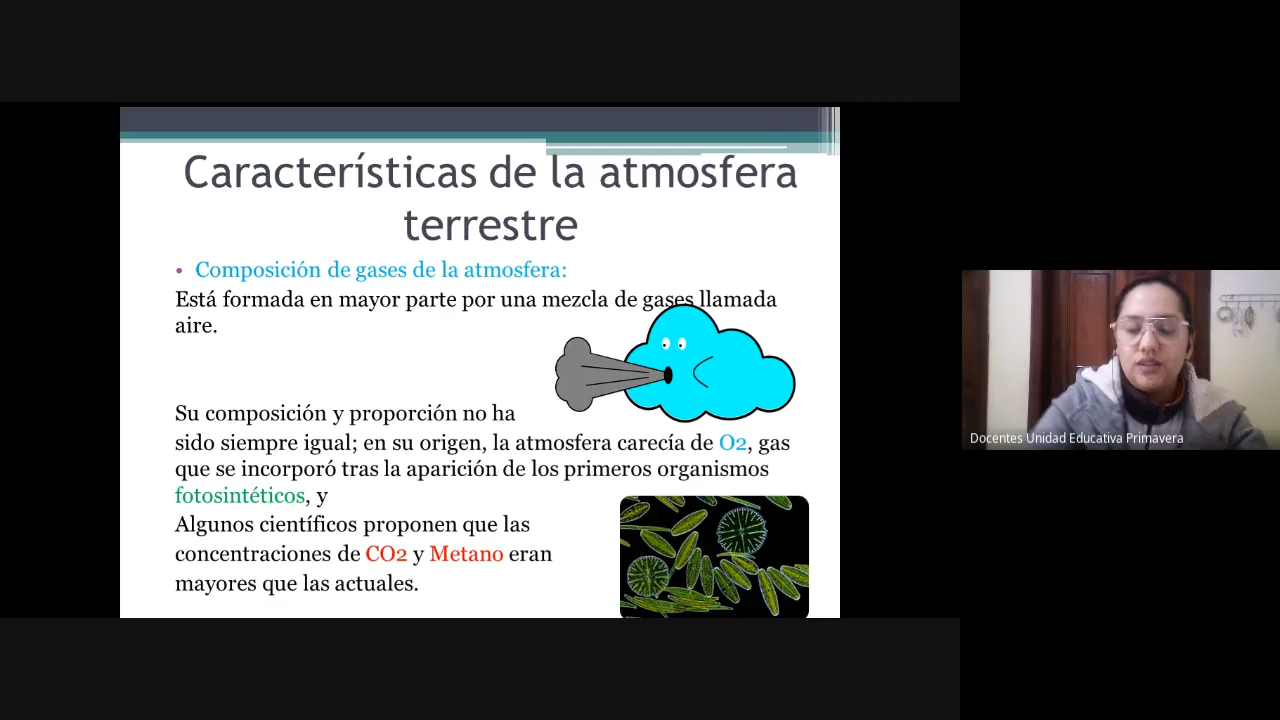 Características de la atmosfera
terrestre
• Composición de gases de la atmosfera:
Está formada en mayor parte por una mezcla de gases llamada
aire.
Su composición y proporción no ha
sido siempre igual; en su origen, la atmosfera carecía de O2, gas
que se incorporó tras la aparición de los primeros organismos
fotosintéticos, y
Algunos científicos proponen que las
concentraciones de CO2 y Metano eran
mayores que las actuales.
Docentes Unidad Educativa Primavera